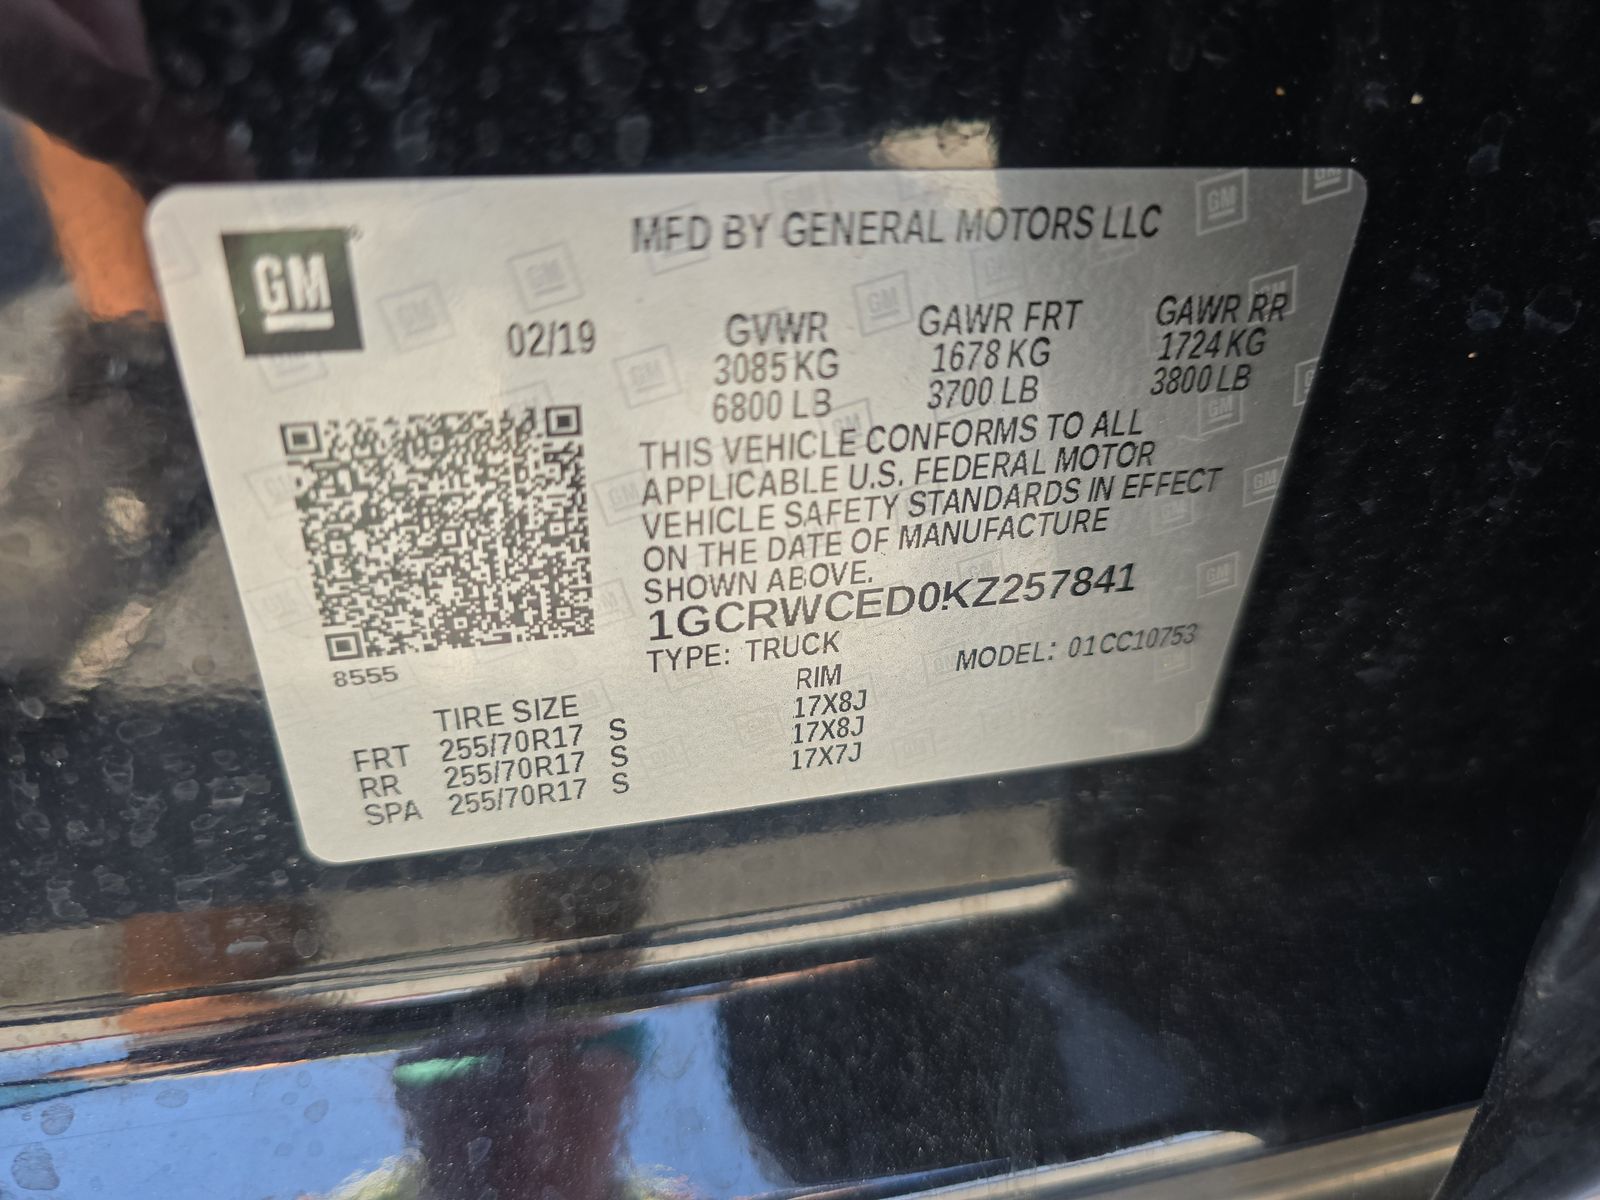 GM
MFD BY GENERAL MOTORS LLC
02/19
GVWR GAWR FRT GAWR RR
3085 KG 1678 KG 1724 KG
6800 LB 3700 LB 3800 LB
THIS VEHICLE CONFORMS TO ALL
APPLICABLE U.S. FEDERAL MOTOR
VEHICLE SAFETY STANDARDS IN EFFECT
ON THE DATE OF MANUFACTURE
SHOWN ABOVE.
1GCRWCED0KZ257841
TYPE: TRUCK MODEL: 01CC10753
8555
TIRE SIZE RIM
FRT 255/70R17 S 17X8J
RR 255/70R17 S 17X8J
SPA 255/70R17 S 17X7J